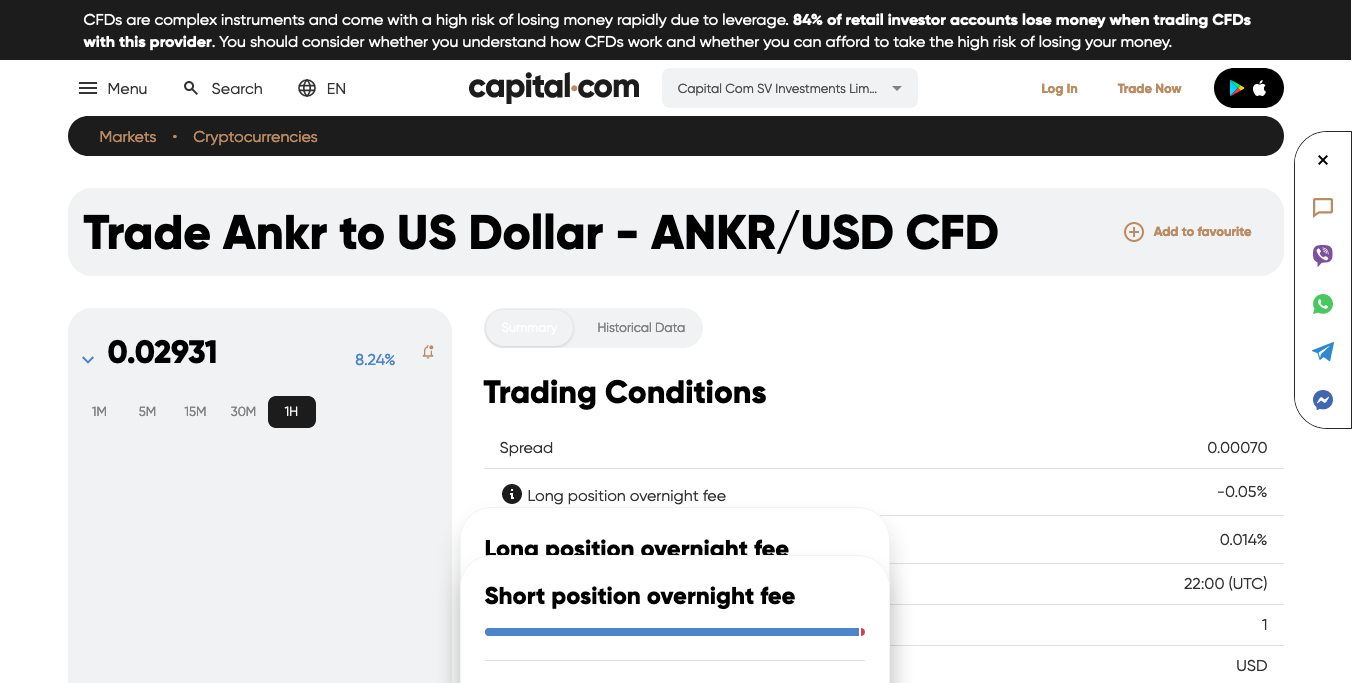 CFDs are complex instruments and come with a high risk of losing money rapidly due to leverage. 84% of retail investor accounts lose money when trading CFDs
with this provider. You should consider whether you understand how CFDs work and whether you can afford to take the high risk of losing your money.
Menu Search EN capital.com Capital Com SV Investments Lim... Log In Trade Now
Markets • Cryptocurrencies
Trade Ankr to US Dollar - ANKR/USD CFD Add to favourite
0.02931 8.24%
1M 5M 15M 30M 1H
Summary Historical Data
Trading Conditions
Spread 0.00070
Long position overnight fee -0.05%
0.014%
Long position overnight fee
22:00 (UTC)
Short position overnight fee
1
USD